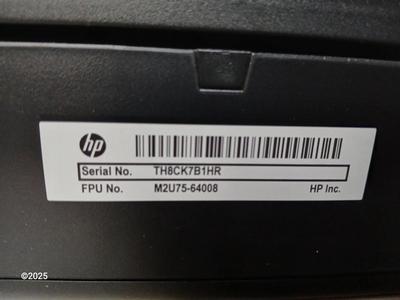 hp
Serial No. TH8CK7B1HR
FPU No. M2U75-64008 HP Inc.
©2025